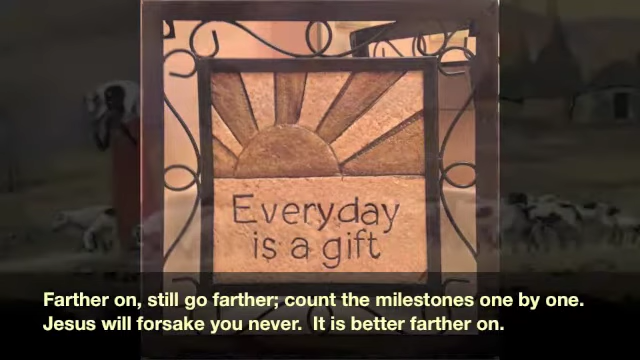 Everyday
is a gift
Farther on, still go farther; count the milestones one by one.
Jesus will forsake you never.  It is better farther on.